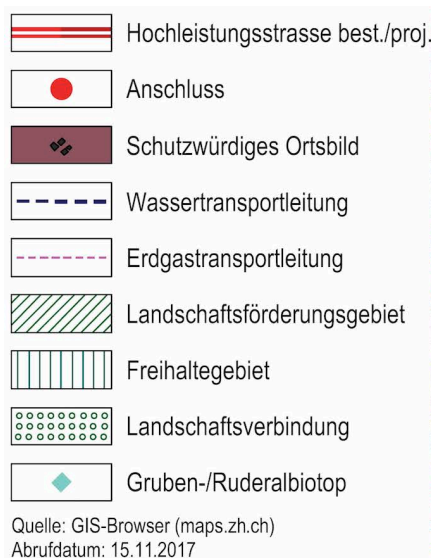 Hochleistungsstrasse best./proj.
Anschluss
Schutzwürdiges Ortsbild
Wassertransportleitung
Erdgastransportleitung
Landschaftsförderungsgebiet
Freihaltegebiet
Landschaftsverbindung
Gruben-/Ruderalbiotop
Quelle: GIS-Browser (maps.zh.ch)
Abrufdatum: 15.11.2017